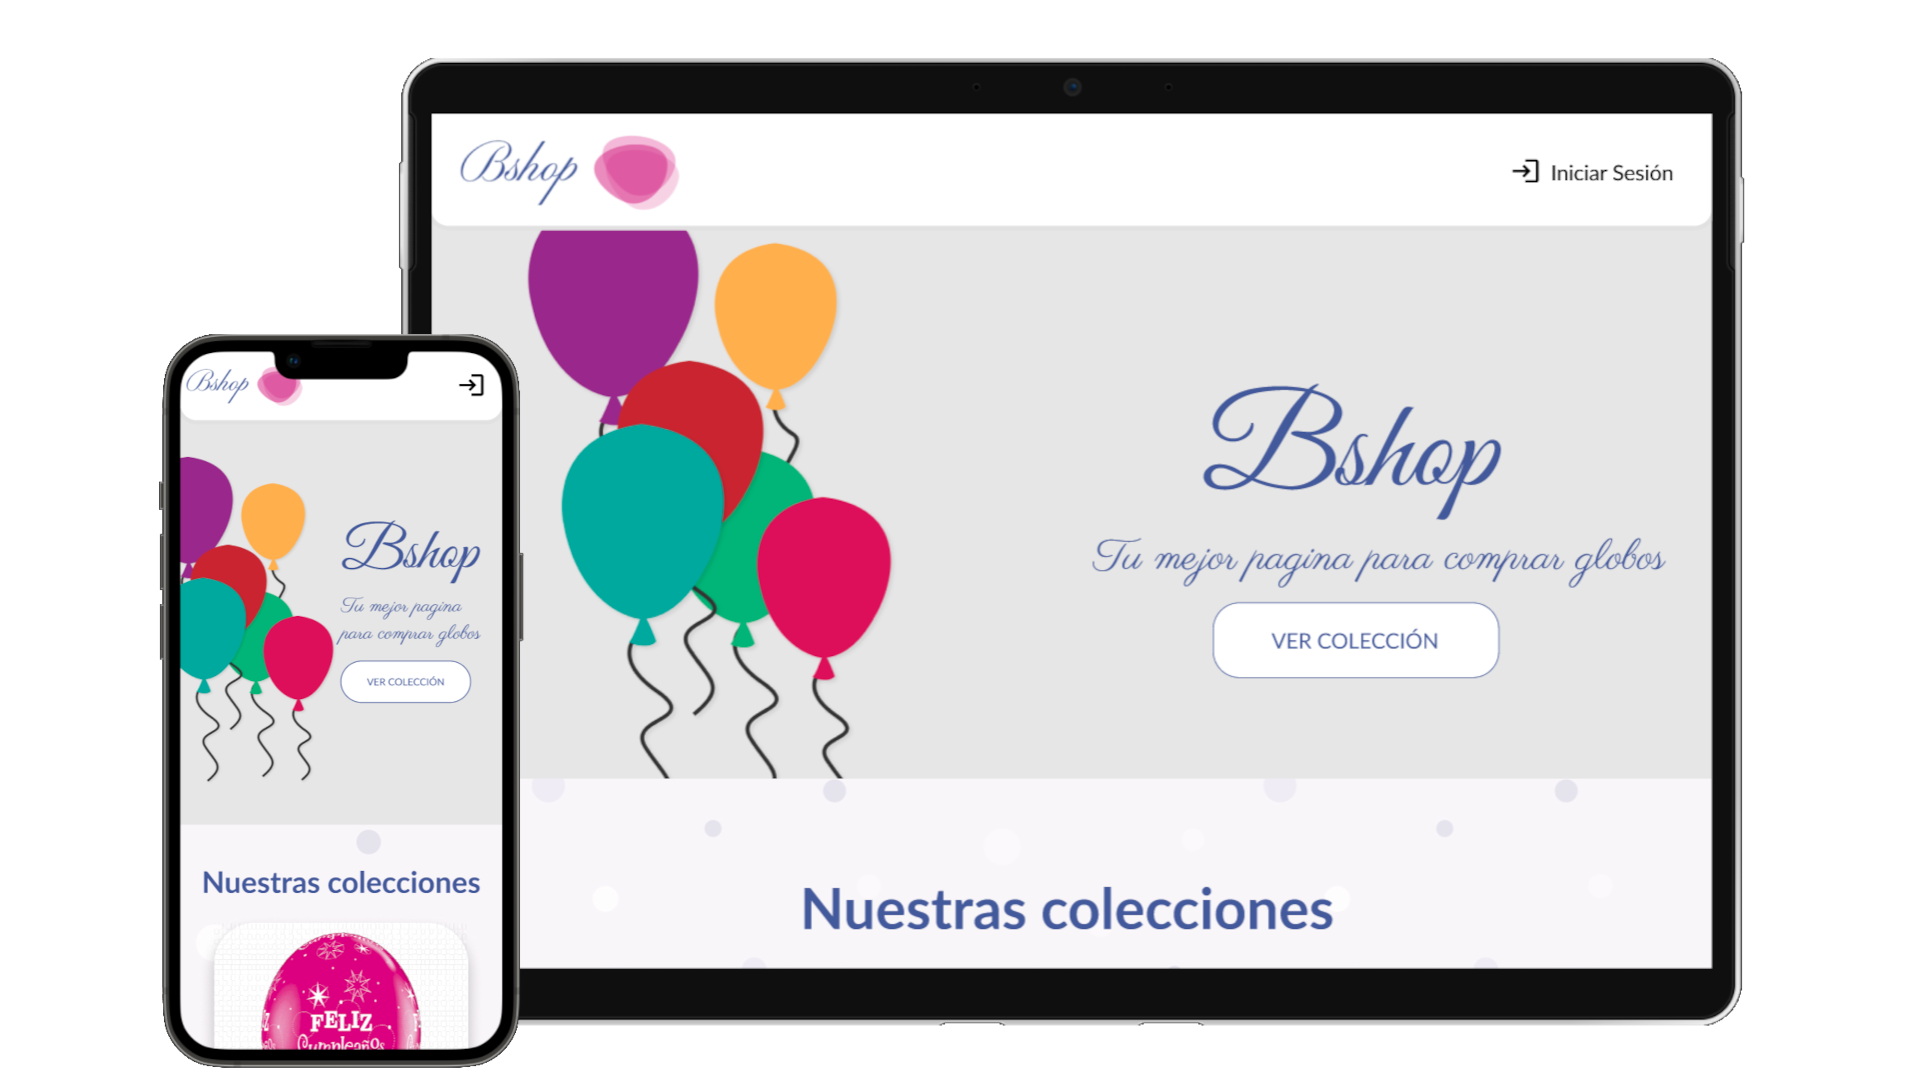 Bshop
Iniciar Sesión
Bshop
Tu mejor pagina para comprar globos
VER COLECCIÓN
Nuestras colecciones
Bshop
Bshop
Tu mejor pagina
para comprar globos
VER COLECCIÓN
Nuestras colecciones
FELIZ
Cumpleaños